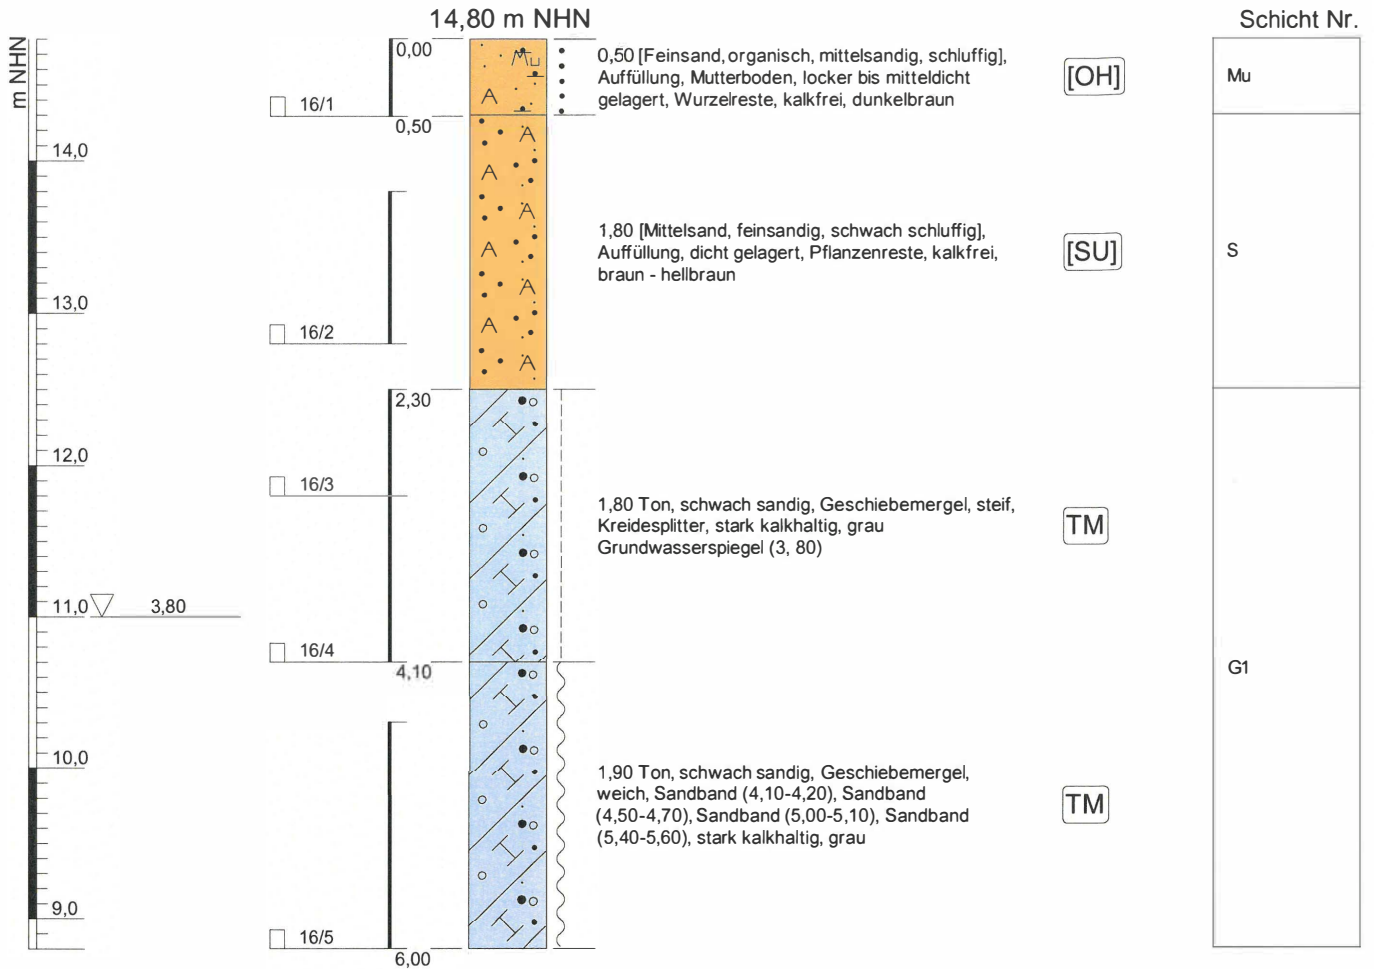 14,80 m NHN
Schicht Nr.
m NHN
0,00
0,50 [Feinsand, organisch, mittelsandig, schluffig],
Auffüllung, Mutterboden, locker bis mitteldicht
gelagert, Wurzelreste, kalkfrei, dunkelbraun
[OH]
Mu
Mu
A
16/1
0,50
14,0
A
A
A
1,80 [Mittelsand, feinsandig, schwach schluffig],
Auffüllung, dicht gelagert, Pflanzenreste, kalkfrei,
braun - hellbraun
[SU]
S
A
A
13,0
16/2
A
A
2,30
12,0
16/3
1,80 Ton, schwach sandig, Geschiebemergel, steif,
Kreidesplitter, stark kalkhaltig, grau
Grundwasserspiegel (3, 80)
TM
11,0
3,80
16/4
4,10
G1
10,0
1,90 Ton, schwach sandig, Geschiebemergel,
weich, Sandband (4,10-4,20), Sandband
(4,50-4,70), Sandband (5,00-5,10), Sandband
(5,40-5,60), stark kalkhaltig, grau
TM
9,0
16/5
6,00